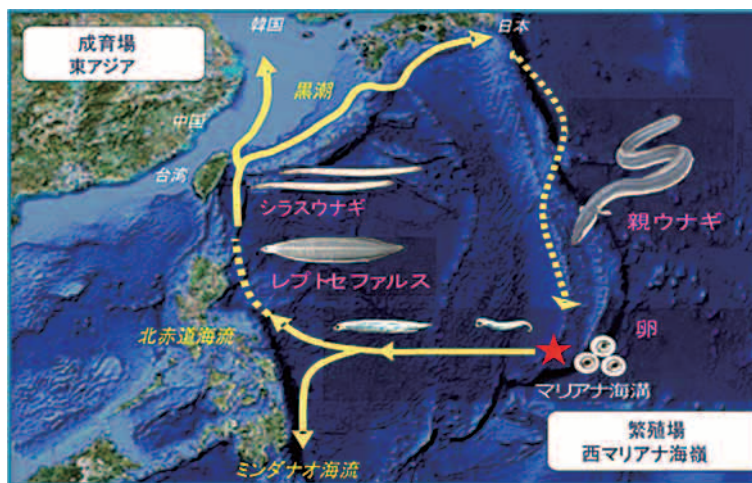 成育場
東アジア
韓国
日本
黒潮
中国
台湾
シラスウナギ
親ウナギ
レプトセファルス
北赤道海流
卵
マリアナ海溝
繁殖場
西マリアナ海嶺
ミンダナオ海流